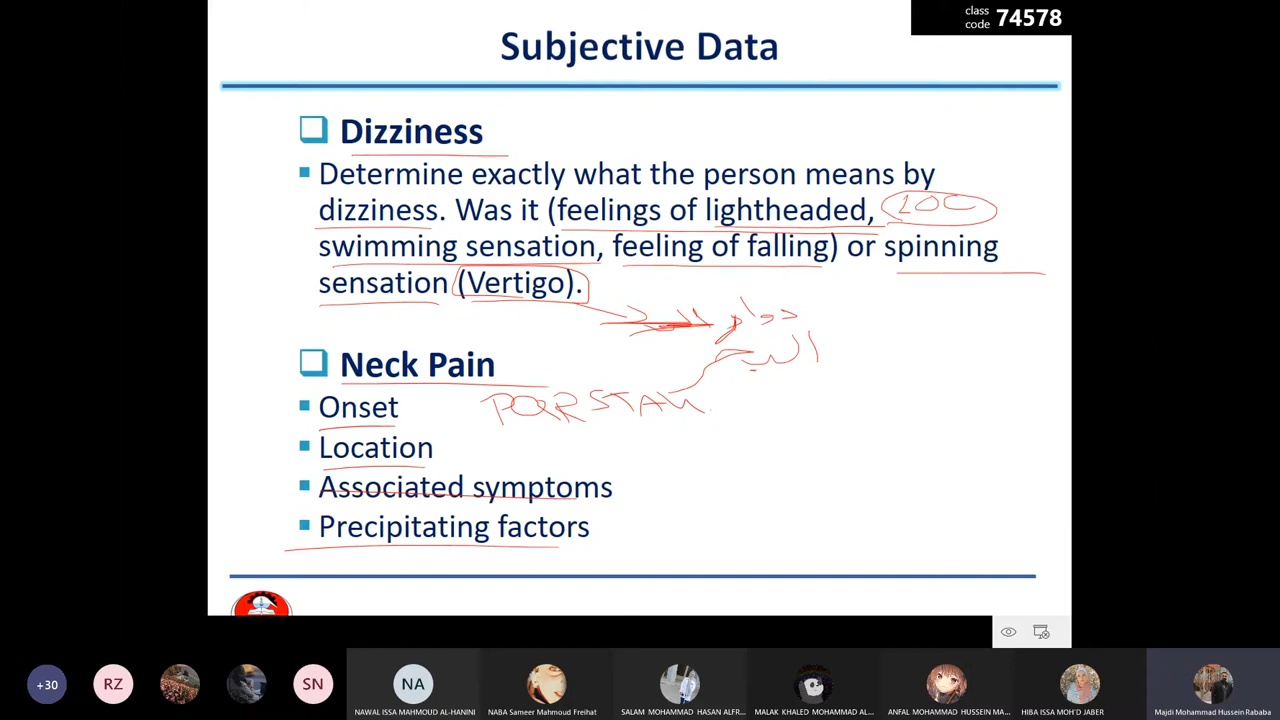 class
code 74578
Subjective Data
Dizziness
Determine exactly what the person means by
dizziness. Was it (feelings of lightheaded,
LOC
swimming sensation, feeling of falling) or spinning
sensation (Vertigo).
دوار
Neck Pain
Onset
PQRSTAU
Location
Associated symptoms
Precipitating factors
+30
RZ
SN
NA
NAWAL ISSA MAHMOUD AL-HANINI
NABA Sameer Mahmoud Freihat
SALAM MOHAMMAD HASAN ALFR...
MALAK KHALED MOHAMMAD AL...
ANFAL MOHAMMAD HUSSEIN MA...
HIBA ISSA MOH'D JABER
Majdi Mohammad Hussein Rababa